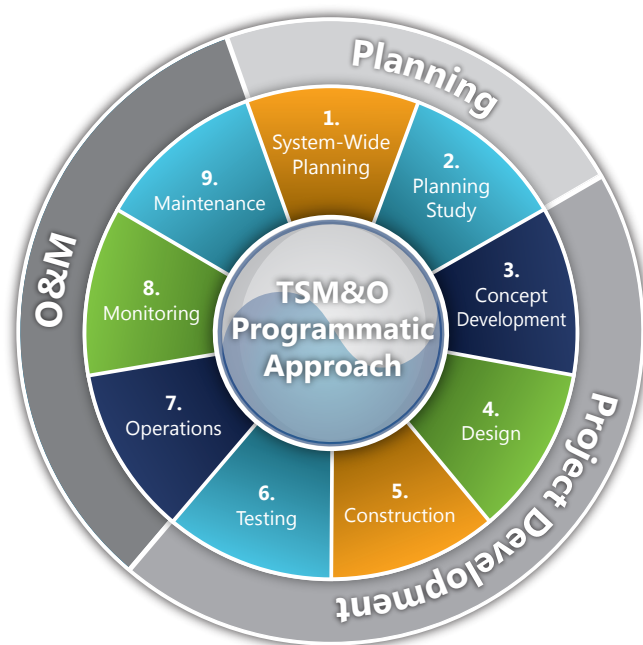 Planning
1.
System-Wide
Planning
2.
Planning
Study
3.
Concept
Development
4.
Design
5.
Construction
6.
Testing
7.
Operations
8.
Monitoring
9.
Maintenance
TSM&O
Programmatic
Approach
Project Development
O&M